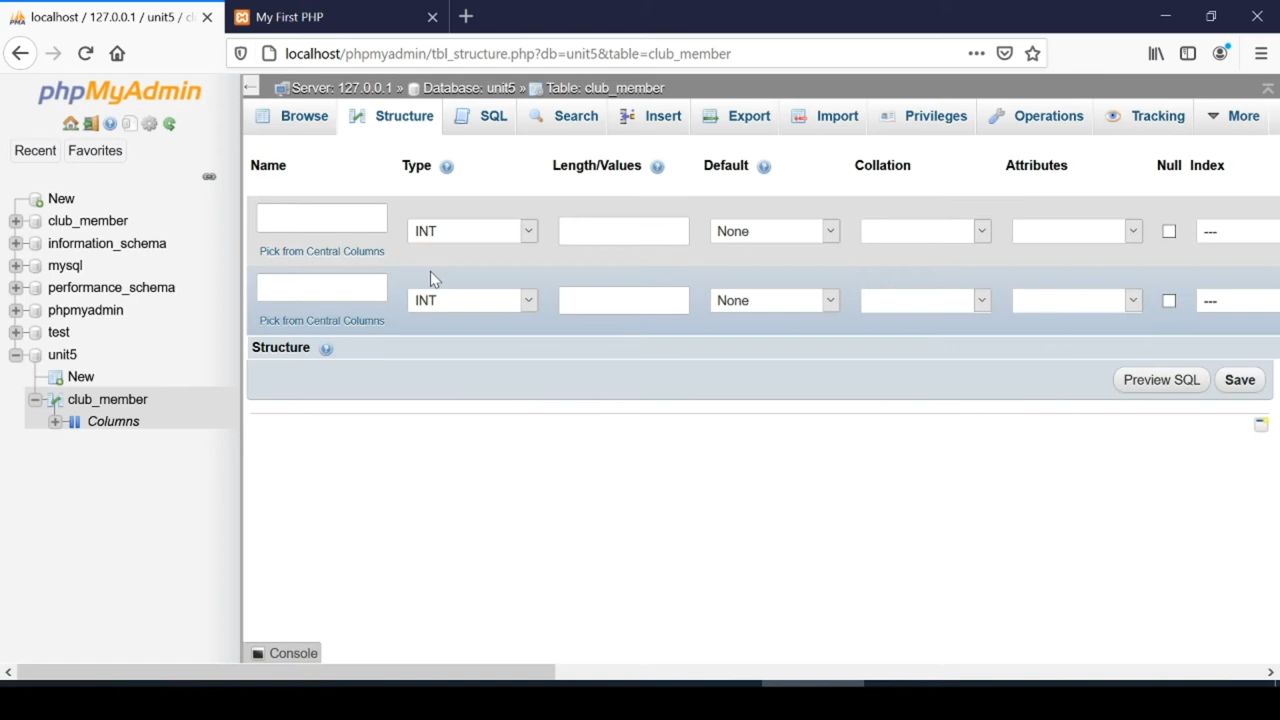 localhost / 127.0.0.1 / unit5 / cl
My First PHP
localhost/phpmyadmin/tbl_structure.php?db=unit5&table=club_member
phpMyAdmin
Recent
Favorites
New
club_member
information_schema
mysql
performance_schema
phpmyadmin
test
unit5
New
club_member
Columns
Server: 127.0.0.1 » Database: unit5 » Table: club_member
Browse Structure SQL Search Insert Export Import Privileges Operations Tracking More
Name Type Length/Values Default Collation Attributes Null Index
INT None ---
Pick from Central Columns
INT None ---
Pick from Central Columns
Structure
Preview SQL Save
Console